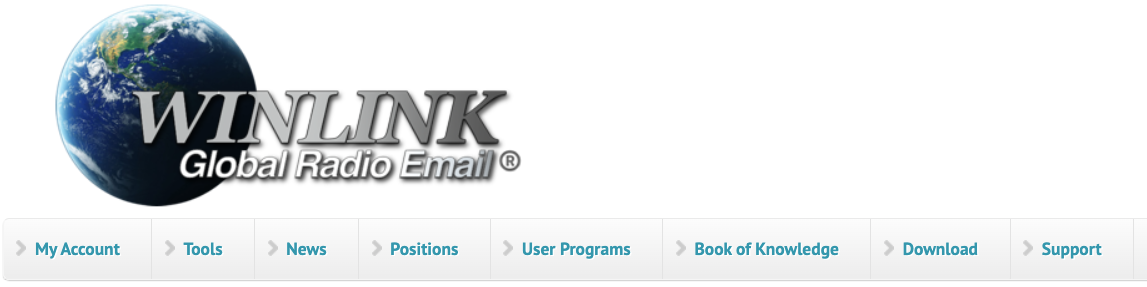 WINLINK
Global Radio Email ®
My Account Tools News Positions User Programs Book of Knowledge Download Support